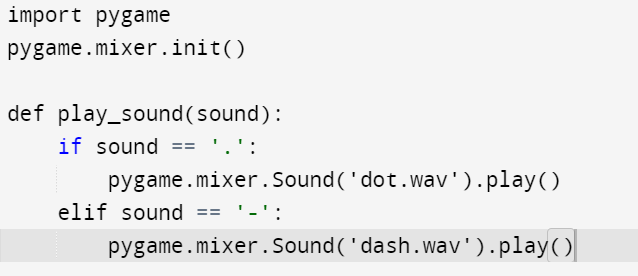 import pygame
pygame.mixer.init()
def play_sound(sound):
    if sound == '.':
        pygame.mixer.Sound('dot.wav').play()
    elif sound == '-':
        pygame.mixer.Sound('dash.wav').play()